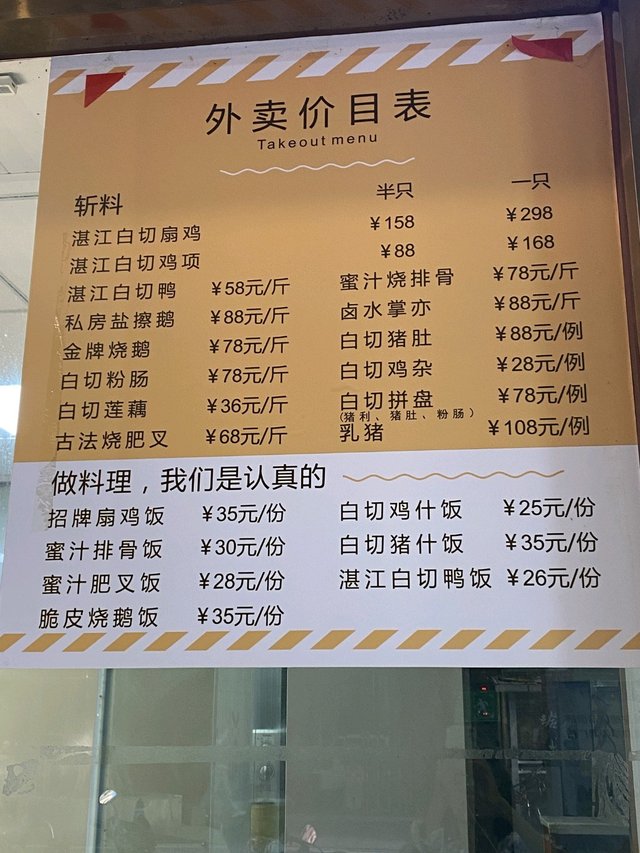 外卖价目表
Takeout menu
斩料 半只 一只
湛江白切扇鸡 ¥158 ¥298
湛江白切鸡项 ¥88 ¥168
湛江白切鸭 ¥58元/斤 蜜汁烧排骨 ¥78元/斤
私房盐擦鹅 ¥88元/斤 卤水掌亦 ¥88元/斤
金牌烧鹅 ¥78元/斤 白切猪肚 ¥88元/例
白切粉肠 ¥78元/斤 白切鸡杂 ¥28元/例
白切莲藕 ¥36元/斤 白切拼盘 ¥78元/例
(猪利、猪肚、粉肠)
古法烧肥叉 ¥68元/斤 乳猪 ¥108元/例
做料理，我们是认真的
招牌扇鸡饭 ¥35元/份 白切鸡什饭 ¥25元/份
蜜汁排骨饭 ¥30元/份 白切猪什饭 ¥35元/份
蜜汁肥叉饭 ¥28元/份 湛江白切鸭饭 ¥26元/份
脆皮烧鹅饭 ¥35元/份